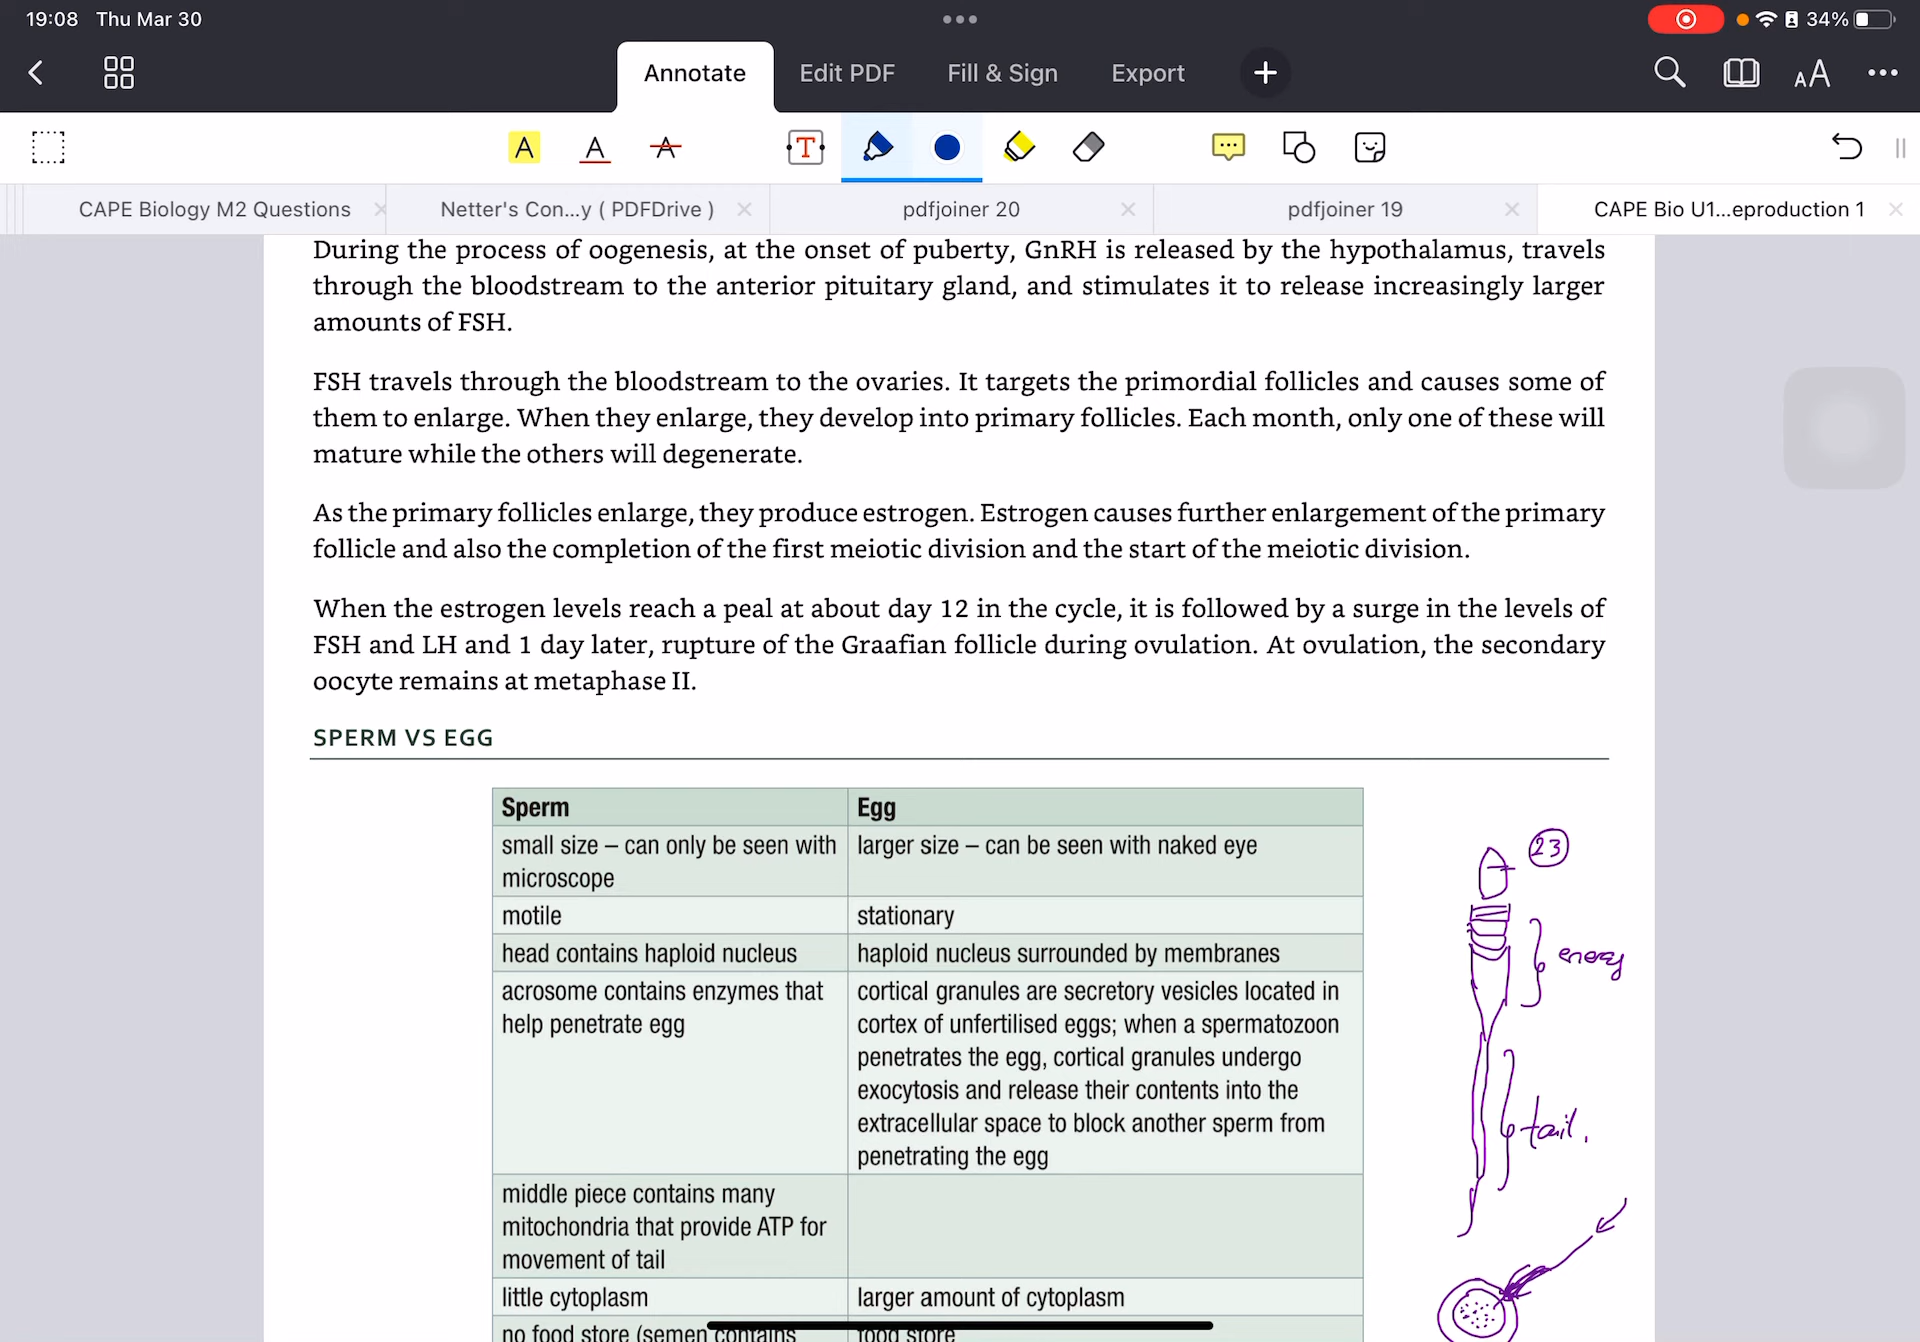 19:08 Thu Mar 30
34%
Annotate Edit PDF Fill & Sign Export
AA
A A A T
CAPE Biology M2 Questions Netter's Con...y ( PDFDrive ) pdfjoiner 20 pdfjoiner 19 CAPE Bio U1...eproduction 1
During the process of oogenesis, at the onset of puberty, GnRH is released by the hypothalamus, travels
through the bloodstream to the anterior pituitary gland, and stimulates it to release increasingly larger
amounts of FSH.
FSH travels through the bloodstream to the ovaries. It targets the primordial follicles and causes some of
them to enlarge. When they enlarge, they develop into primary follicles. Each month, only one of these will
mature while the others will degenerate.
As the primary follicles enlarge, they produce estrogen. Estrogen causes further enlargement of the primary
follicle and also the completion of the first meiotic division and the start of the meiotic division.
When the estrogen levels reach a peal at about day 12 in the cycle, it is followed by a surge in the levels of
FSH and LH and 1 day later, rupture of the Graafian follicle during ovulation. At ovulation, the secondary
oocyte remains at metaphase II.
SPERM VS EGG
Sperm Egg
small size – can only be seen with
microscope
larger size – can be seen with naked eye
motile
stationary
head contains haploid nucleus
haploid nucleus surrounded by membranes
acrosome contains enzymes that
help penetrate egg
cortical granules are secretory vesicles located in
cortex of unfertilised eggs; when a spermatozoon
penetrates the egg, cortical granules undergo
exocytosis and release their contents into the
extracellular space to block another sperm from
penetrating the egg
middle piece contains many
mitochondria that provide ATP for
movement of tail
little cytoplasm
larger amount of cytoplasm
no food store (semen contains
food store
23
energy
tail.